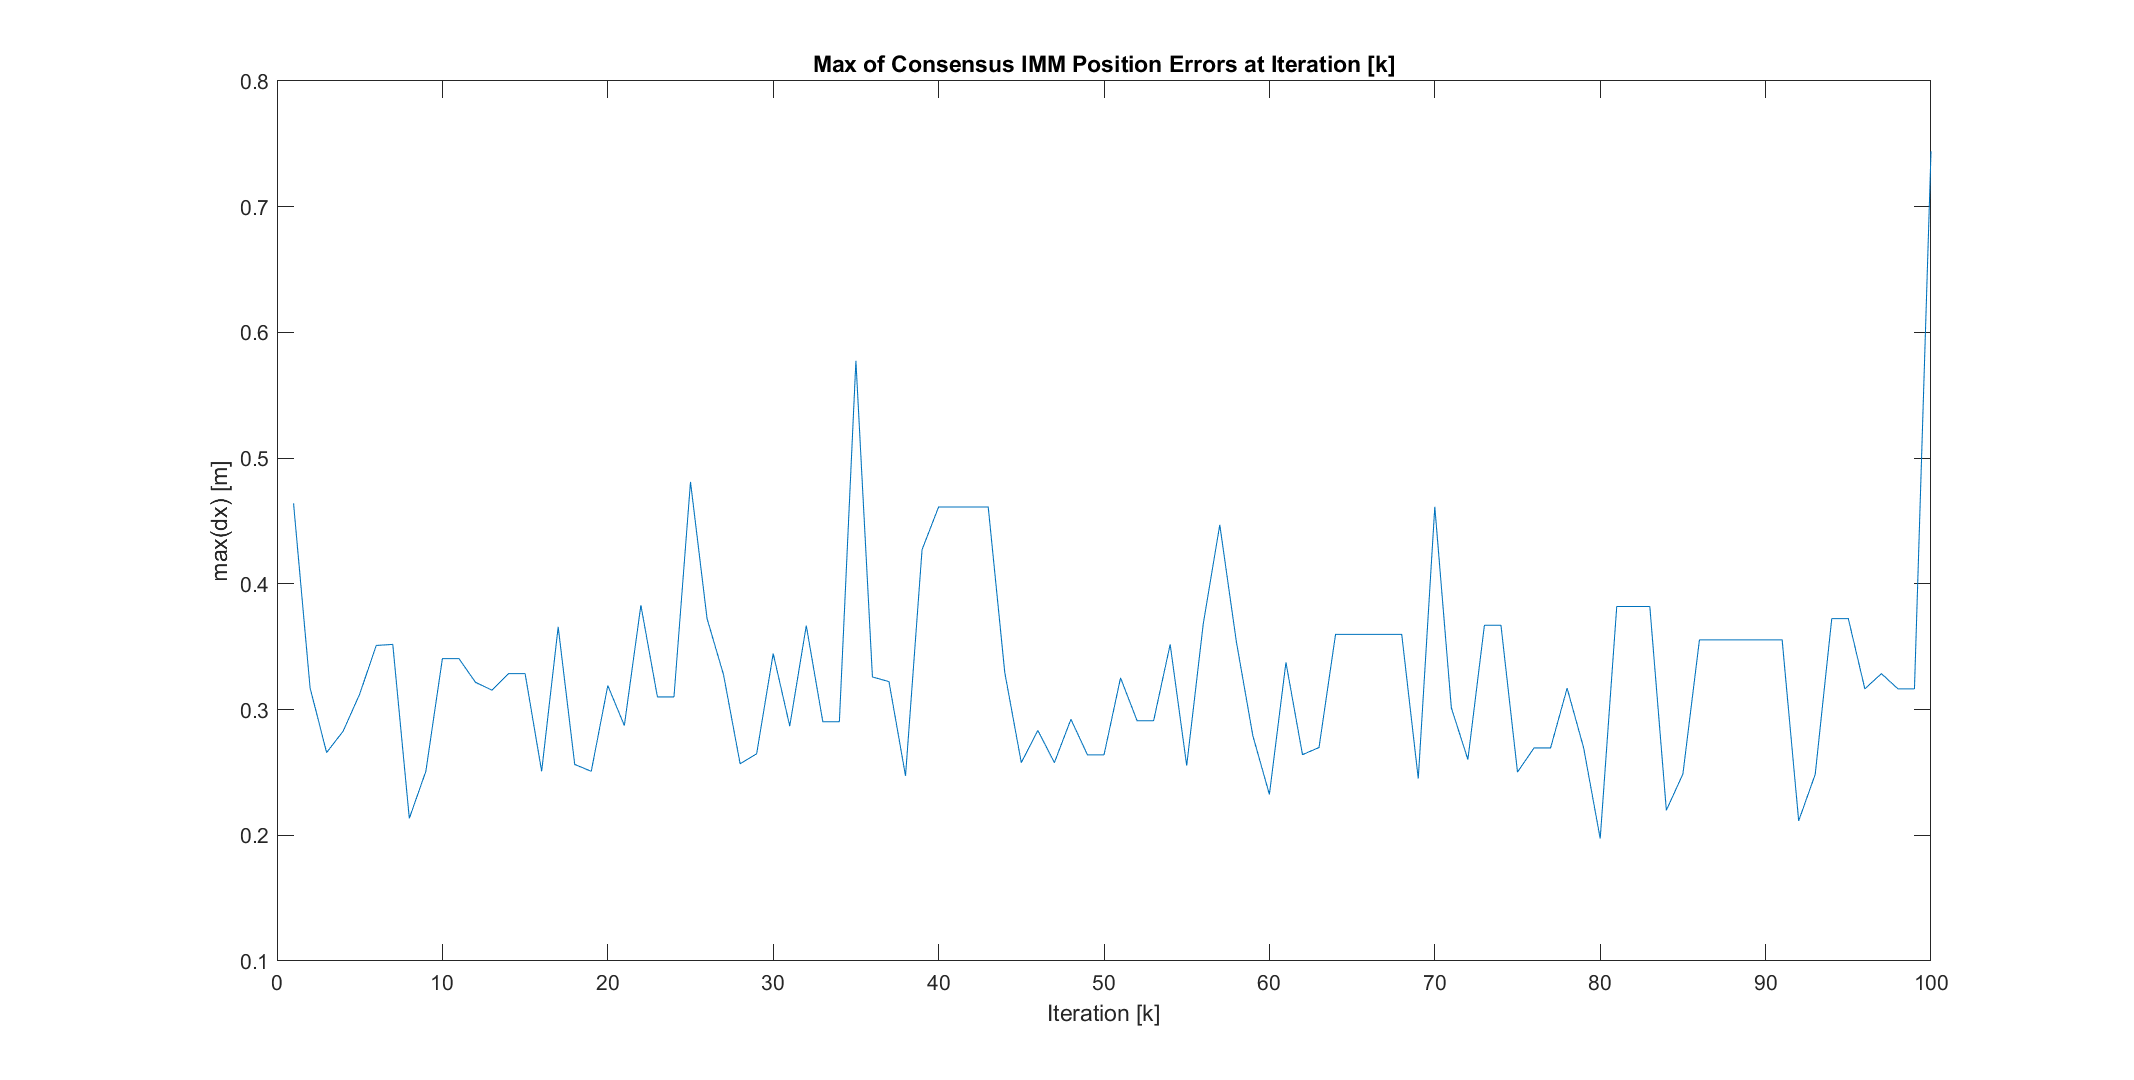 Max of Consensus IMM Position Errors at Iteration [k]
0.8
0.7
0.6
0.5
0.4
0.3
0.2
0.1
max(dx) [m]
0 10 20 30 40 50 60 70 80 90 100
Iteration [k]